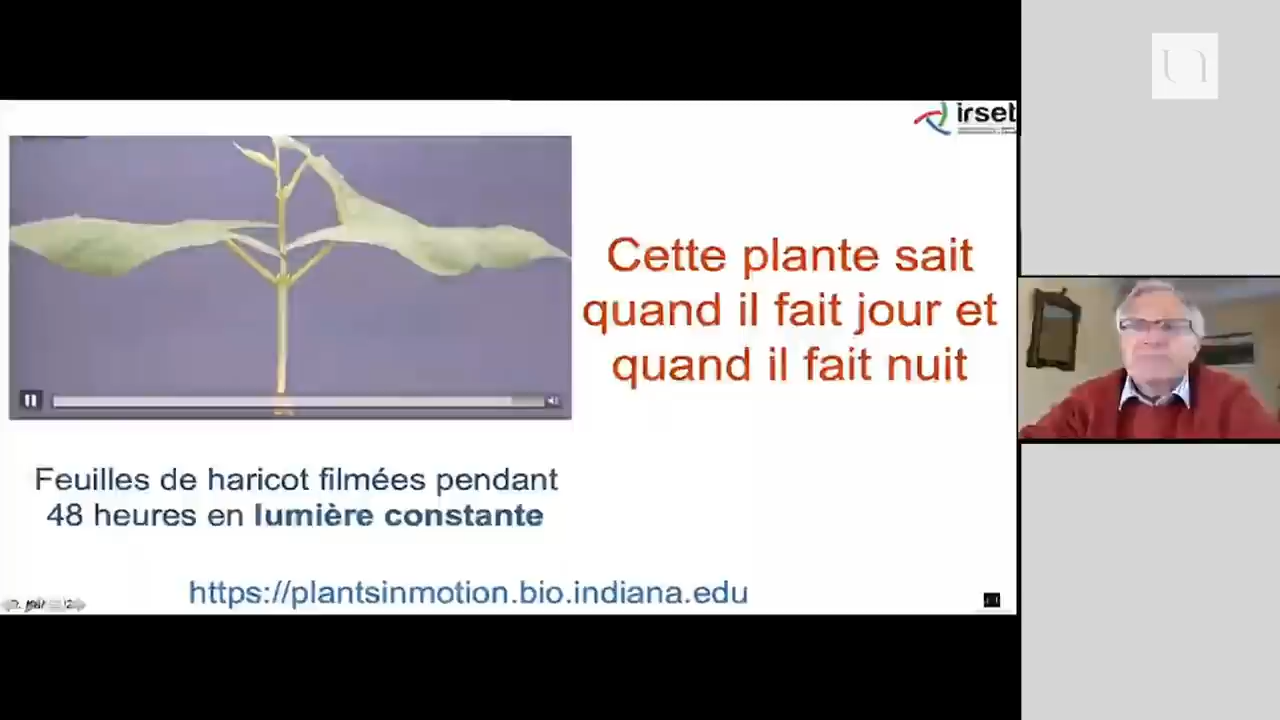 irset
Cette plante sait
quand il fait jour et
quand il fait nuit
Feuilles de haricot filmées pendant
48 heures en lumière constante
https://plantsinmotion.bio.indiana.edu